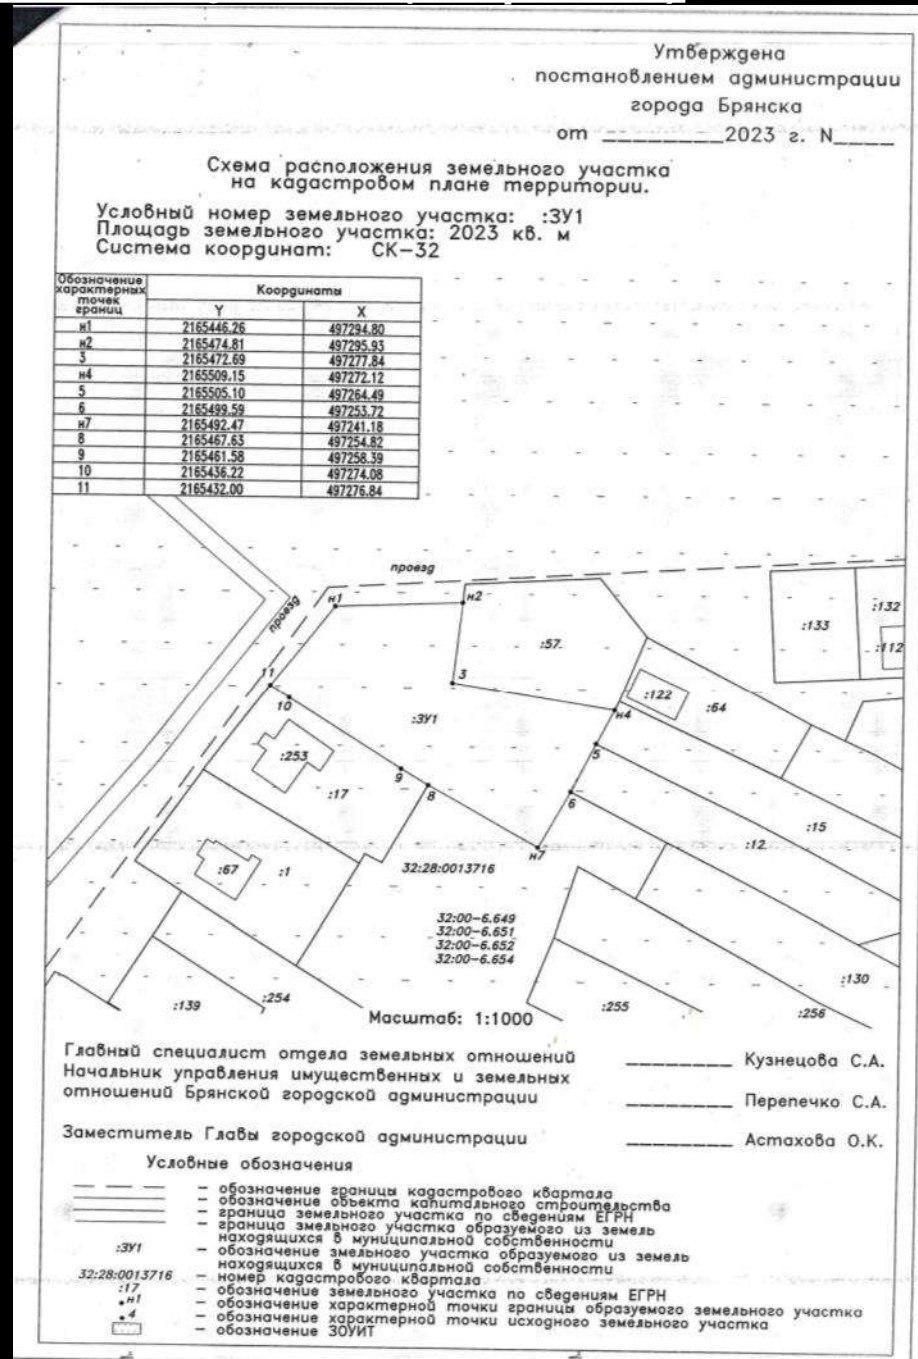 Утверждена
постановлением администрации
города Брянска
от _________2023 г. N____
Схема расположения земельного участка
на кадастровом плане территории.
Условный номер земельного участка: :ЗУ1
Площадь земельного участка: 2023 кв. м
Система координат: СК-32
Обозначение характерных точек границ
Координаты
Y X
н1 2165446.26 497294.80
н2 2165474.81 497295.93
3 2165472.69 497277.84
н4 2165509.15 497272.12
5 2165505.10 497264.49
6 2165499.59 497253.72
н7 2165492.47 497241.18
8 2165467.63 497254.82
9 2165461.58 497258.39
10 2165436.22 497274.08
11 2165432.00 497276.84
проезд
проезд
н1
н2
:57
:133
:132
:112
11
10
3
:ЗУ1
:122
:64
н4
5
:253
9
8
:17
6
:15
:12
н7
:67
:1
32:28:0013716
32:00-6.649
32:00-6.651
32:00-6.652
32:00-6.654
:130
:139
:254
:255
:256
Масштаб: 1:1000
Главный специалист отдела земельных отношений _________ Кузнецова С.А.
Начальник управления имущественных и земельных
отношений Брянской городской администрации _________ Перепечко С.А.
Заместитель Главы городской администрации _________ Астахова О.К.
Условные обозначения
– обозначение границы кадастрового квартала
– обозначение объекта капитального строительства
– граница земельного участка по сведениям ЕГРН
– граница змельного участка образуемого из земель
находящихся в муниципальной собственности
:ЗУ1 – обозначение змельного участка образуемого из земель
находящихся в муниципальной собственности
32:28:0013716 – номер кадастрового квартала
:17 – обозначение земельного участка по сведениям ЕГРН
н1 – обозначение характерной точки границы образуемого земельного участка
4 – обозначение характерной точки исходного земельного участка
– обозначение ЗОУИТ